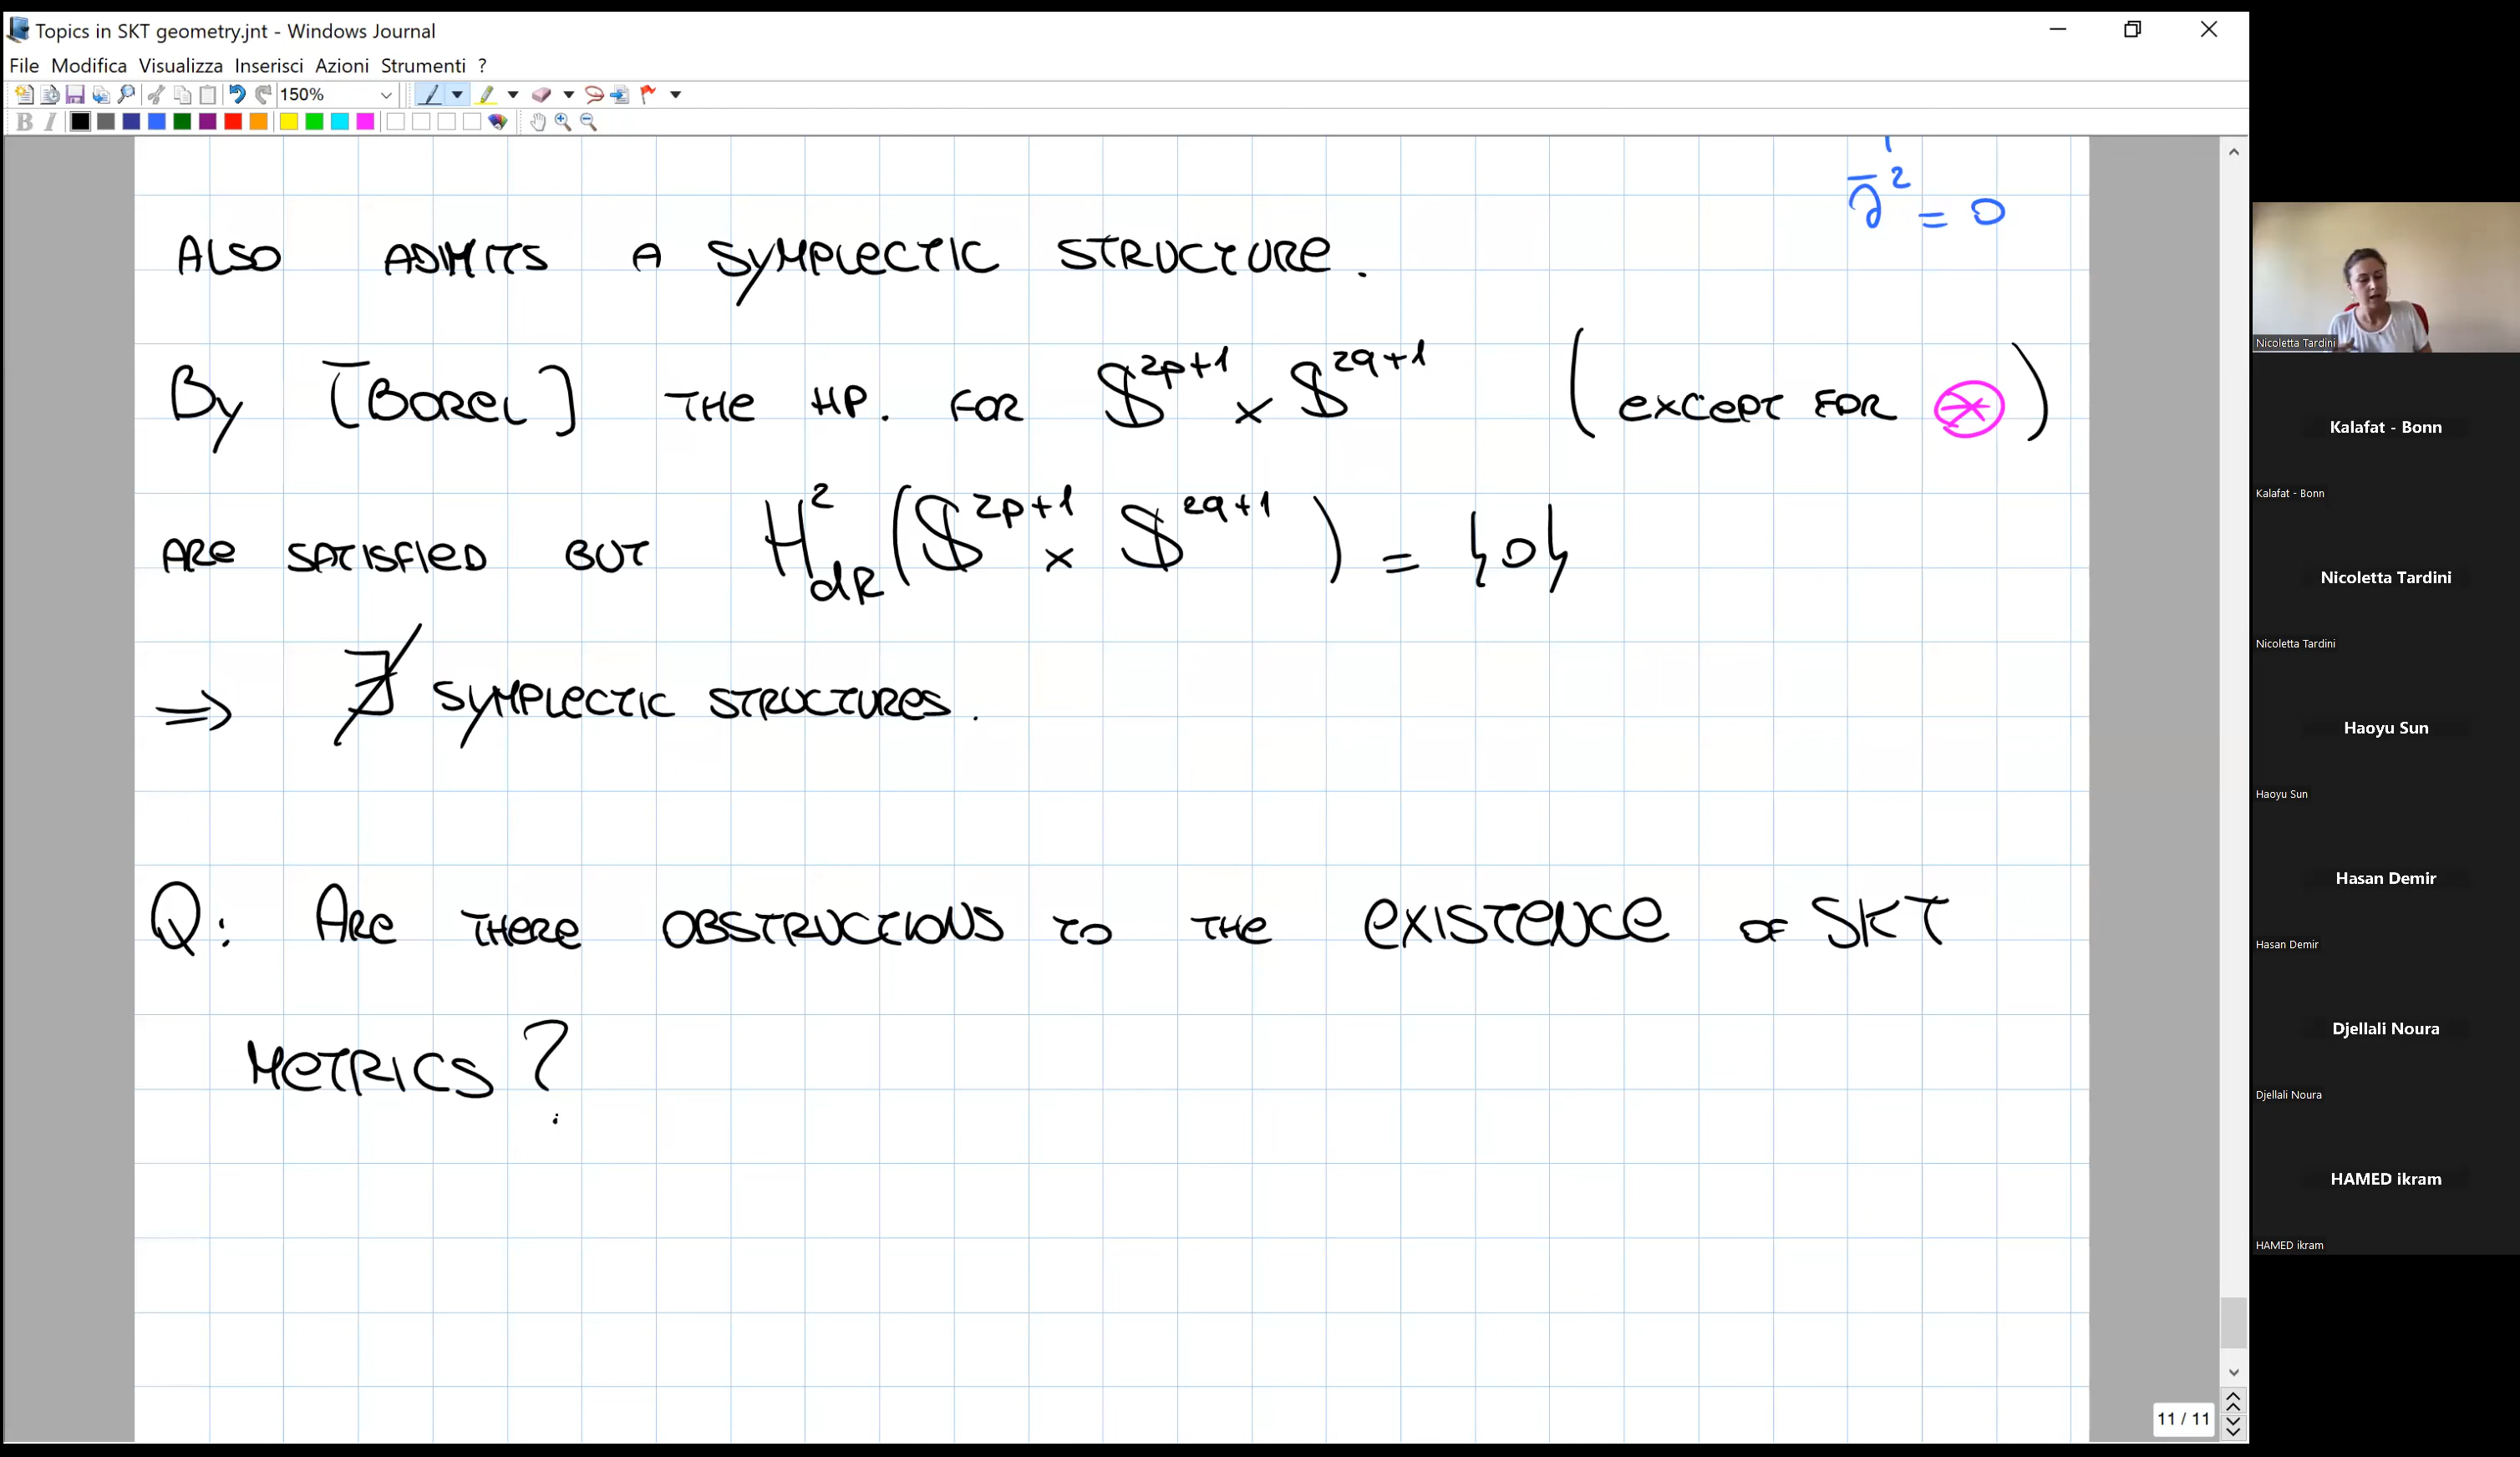 Topics in SKT geometry.jnt - Windows Journal
File Modifica Visualizza Inserisci Azioni Strumenti ?
150%
B I
∂̄² = 0
ALSO ADMITS A SYMPLECTIC STRUCTURE.
By [BOREL] THE HP. FOR $^{2p+1} × $^{2q+1} (EXCEPT FOR ⊛)
ARE SATISFIED BUT H²_{dR}($^{2p+1} × $^{2q+1}) = {0}
⇒ ∄ SYMPLECTIC STRUCTURES.
Q: ARE THERE OBSTRUCTIONS TO THE EXISTENCE OF SKT
METRICS?
11 / 11
Nicoletta Tardini
Kalafat - Bonn
Kalafat - Bonn
Nicoletta Tardini
Nicoletta Tardini
Haoyu Sun
Haoyu Sun
Hasan Demir
Hasan Demir
Djellali Noura
Djellali Noura
HAMED ikram
HAMED ikram